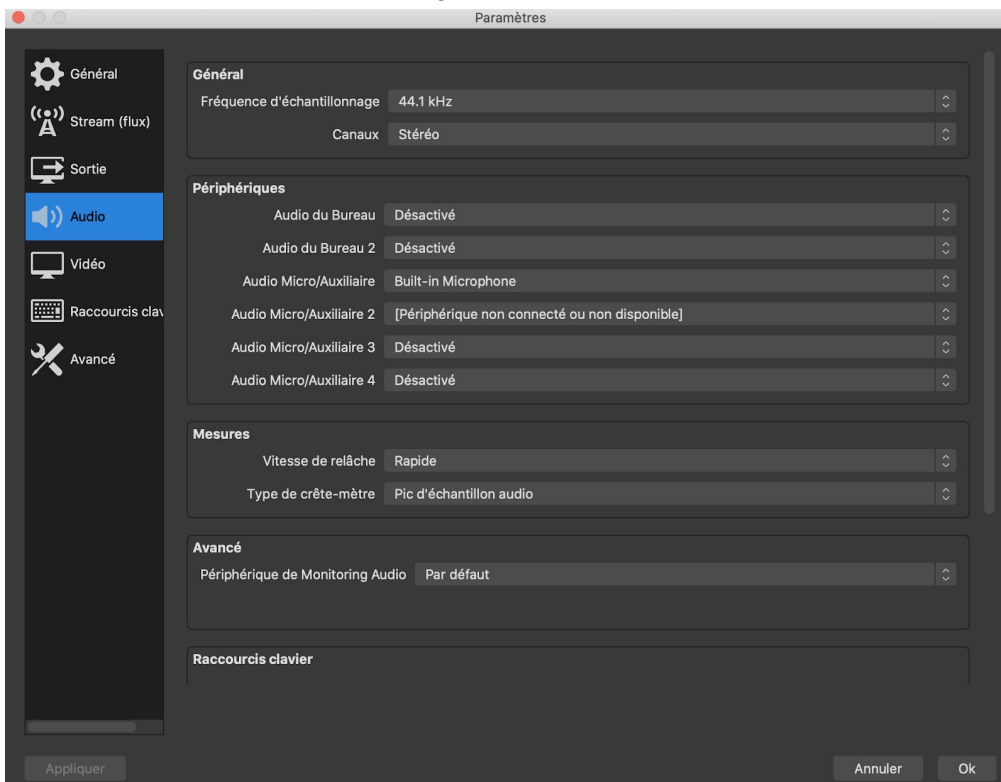 Paramètres
Général
Stream (flux)
Sortie
Audio
Vidéo
Raccourcis clav
Avancé
Général
Fréquence d'échantillonnage 44.1 kHz
Canaux Stéréo
Périphériques
Audio du Bureau Désactivé
Audio du Bureau 2 Désactivé
Audio Micro/Auxiliaire Built-in Microphone
Audio Micro/Auxiliaire 2 [Périphérique non connecté ou non disponible]
Audio Micro/Auxiliaire 3 Désactivé
Audio Micro/Auxiliaire 4 Désactivé
Mesures
Vitesse de relâche Rapide
Type de crête-mètre Pic d'échantillon audio
Avancé
Périphérique de Monitoring Audio Par défaut
Raccourcis clavier
Appliquer
Annuler
Ok